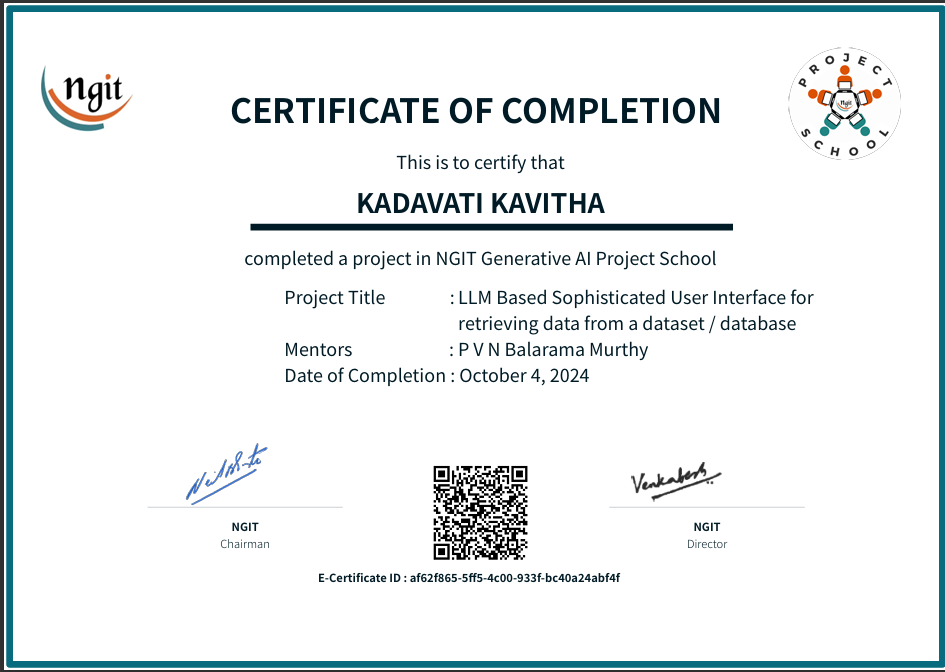 Ngit
PROJECT
SCHOOL
CERTIFICATE OF COMPLETION
This is to certify that
KADAVATI KAVITHA
completed a project in NGIT Generative AI Project School
Project Title : LLM Based Sophisticated User Interface for
retrieving data from a dataset / database
Mentors : P V N Balarama Murthy
Date of Completion : October 4, 2024
Venkatesh
NGIT
Chairman
NGIT
Director
E-Certificate ID : af62f865-5ff5-4c00-933f-bc40a24abf4f